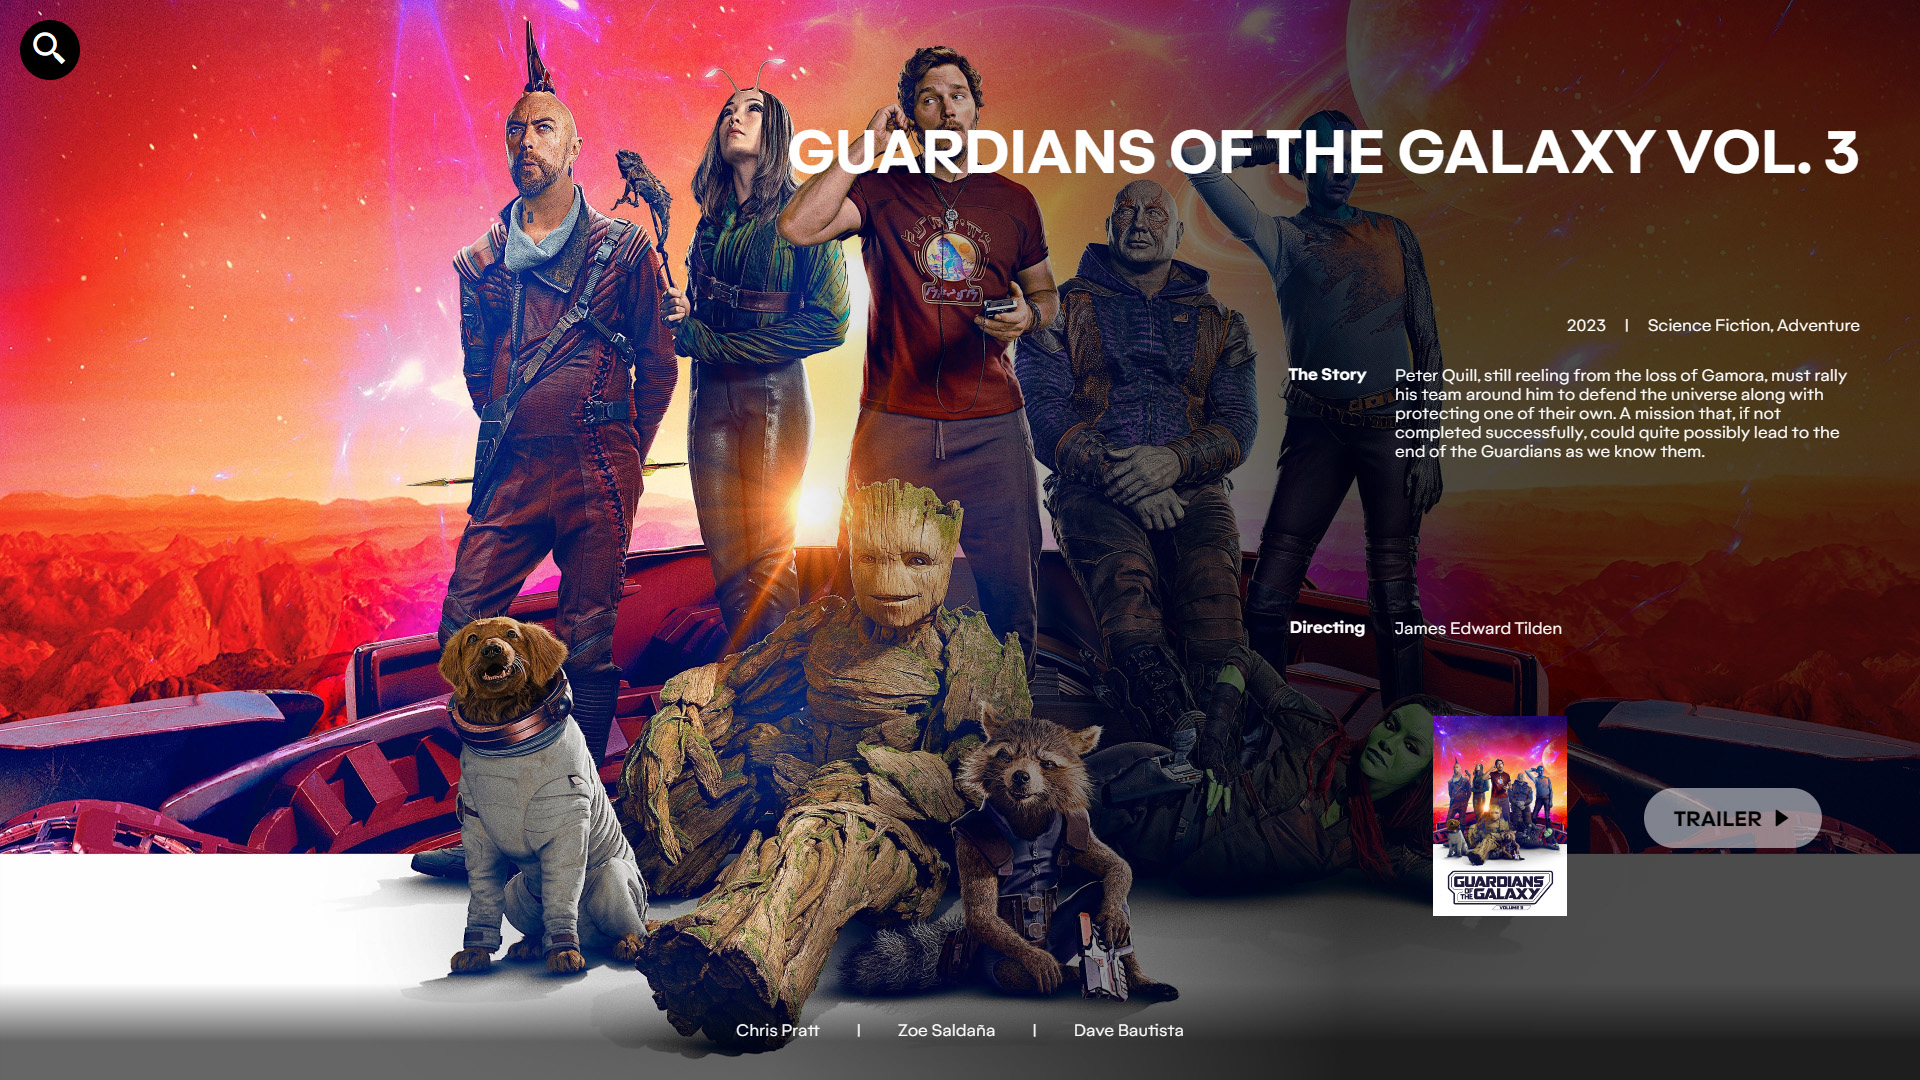 GUARDIANS OF THE GALAXY VOL. 3
2023 | Science Fiction, Adventure
The Story
Peter Quill, still reeling from the loss of Gamora, must rally
his team around him to defend the universe along with
protecting one of their own. A mission that, if not
completed successfully, could quite possibly lead to the
end of the Guardians as we know them.
Directing
James Edward Tilden
TRAILER
GUARDIANS
OF THE GALAXY
VOLUME 3
Chris Pratt | Zoe Saldaña | Dave Bautista